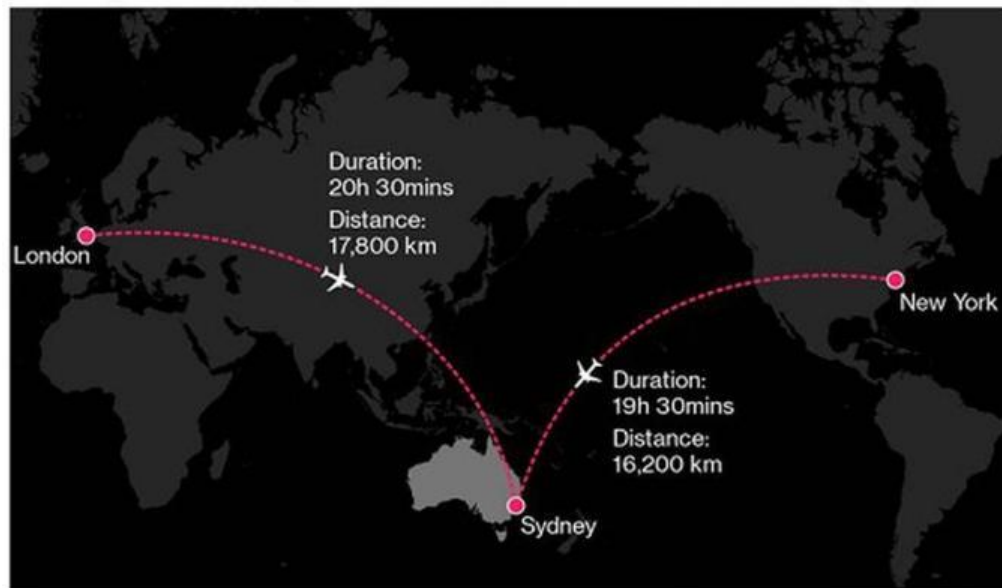 Duration:
20h 30mins
Distance:
17,800 km
London
New York
Duration:
19h 30mins
Distance:
16,200 km
Sydney